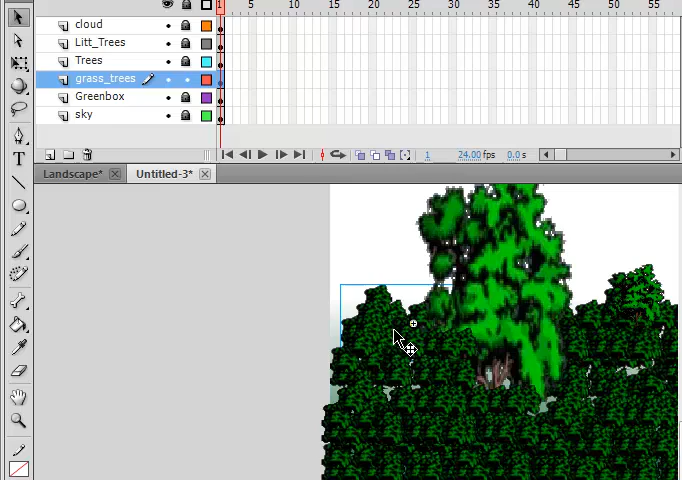 1 5 10 15 20 25 30 35 40 45 50 55
cloud
Litt_Trees
Trees
grass_trees
Greenbox
sky
1 24.00 fps 0.0 s
Landscape* Untitled-3*
T